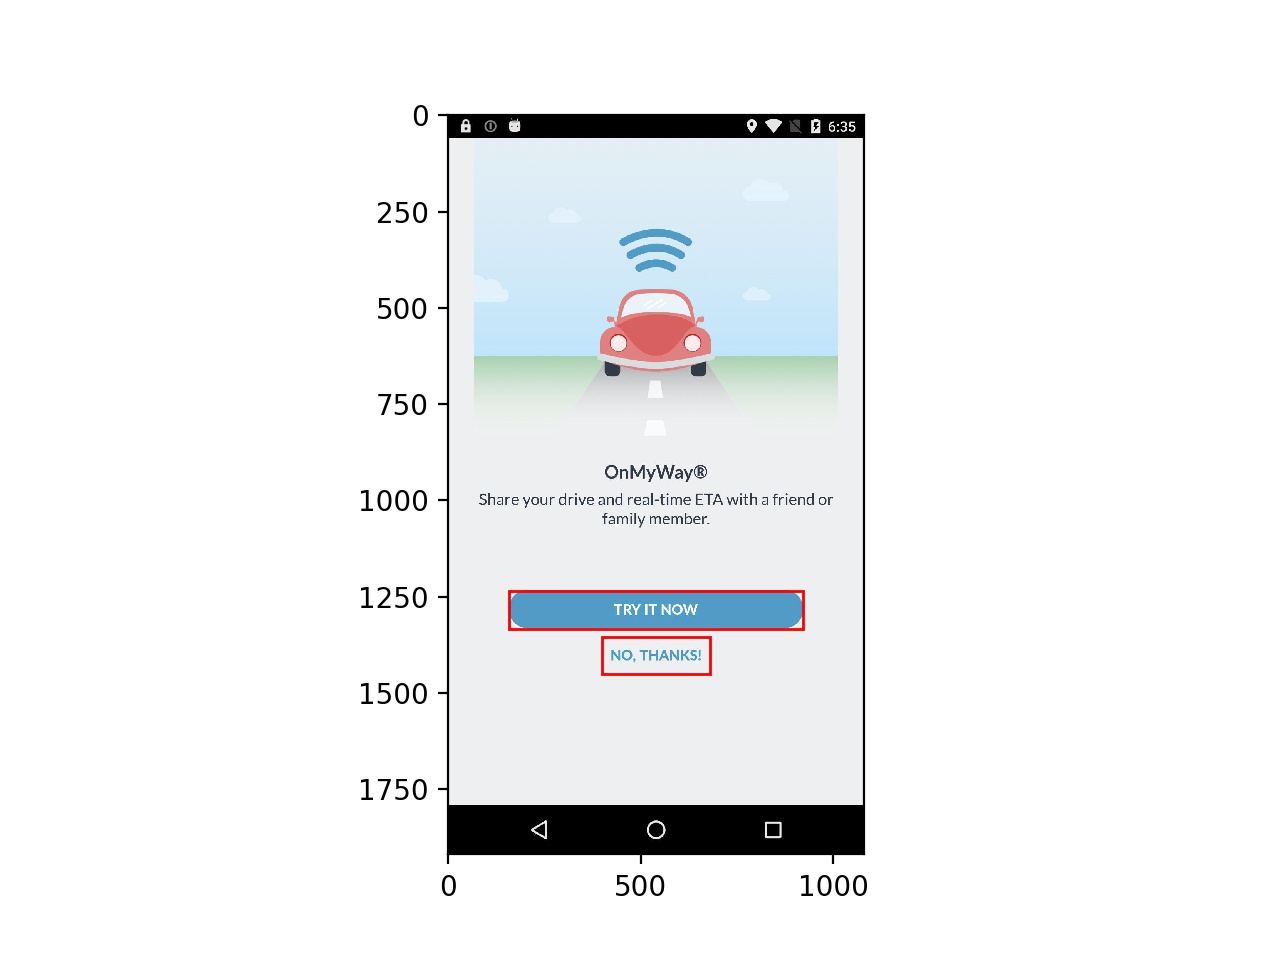 6:35
OnMyWay®
Share your drive and real-time ETA with a friend or
family member.
TRY IT NOW
NO, THANKS!
0
250
500
750
1000
1250
1500
1750
0 500 1000